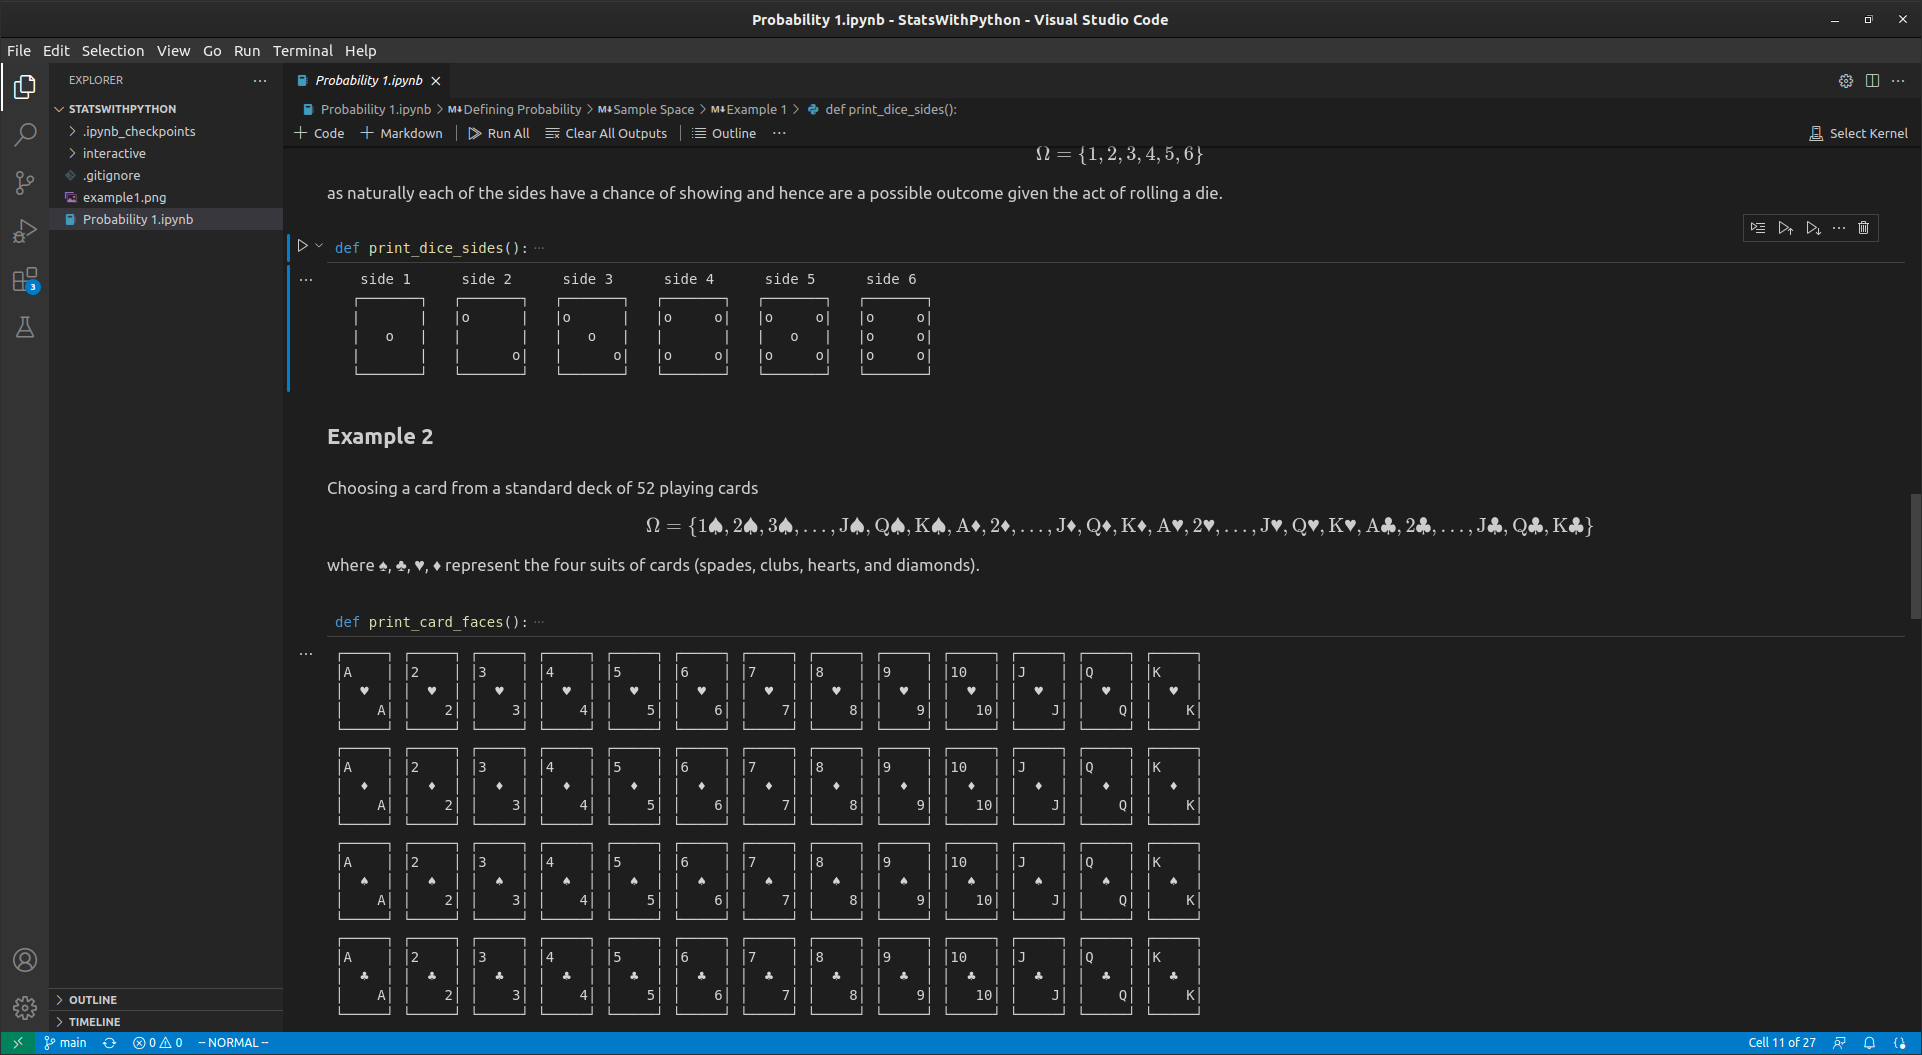 Probability 1.ipynb - StatsWithPython - Visual Studio Code
File Edit Selection View Go Run Terminal Help
EXPLORER
STATSWITHPYTHON
.ipynb_checkpoints
interactive
.gitignore
example1.png
Probability 1.ipynb
OUTLINE
TIMELINE
3
Probability 1.ipynb
Probability 1.ipynb > M↓Defining Probability > M↓Sample Space > M↓Example 1 > def print_dice_sides():
+ Code + Markdown Run All Clear All Outputs Outline ... Select Kernel
Ω = {1, 2, 3, 4, 5, 6}
as naturally each of the sides have a chance of showing and hence are a possible outcome given the act of rolling a die.
def print_dice_sides(): ...
side 1 side 2 side 3 side 4 side 5 side 6
o o o o o o o o
o o o o o
o o o o o o o o
Example 2
Choosing a card from a standard deck of 52 playing cards
Ω = {1♠, 2♠, 3♠, . . . , J♠, Q♠, K♠, A♦, 2♦, . . . , J♦, Q♦, K♦, A♥, 2♥, . . . , J♥, Q♥, K♥, A♣, 2♣, . . . , J♣, Q♣, K♣}
where ♠, ♣, ♥, ♦ represent the four suits of cards (spades, clubs, hearts, and diamonds).
def print_card_faces(): ...
A 2 3 4 5 6 7 8 9 10 J Q K
♥ ♥ ♥ ♥ ♥ ♥ ♥ ♥ ♥ ♥ ♥ ♥ ♥
A 2 3 4 5 6 7 8 9 10 J Q K
A 2 3 4 5 6 7 8 9 10 J Q K
♦ ♦ ♦ ♦ ♦ ♦ ♦ ♦ ♦ ♦ ♦ ♦ ♦
A 2 3 4 5 6 7 8 9 10 J Q K
A 2 3 4 5 6 7 8 9 10 J Q K
♠ ♠ ♠ ♠ ♠ ♠ ♠ ♠ ♠ ♠ ♠ ♠ ♠
A 2 3 4 5 6 7 8 9 10 J Q K
A 2 3 4 5 6 7 8 9 10 J Q K
♣ ♣ ♣ ♣ ♣ ♣ ♣ ♣ ♣ ♣ ♣ ♣ ♣
A 2 3 4 5 6 7 8 9 10 J Q K
main 0 0 -- NORMAL -- Cell 11 of 27